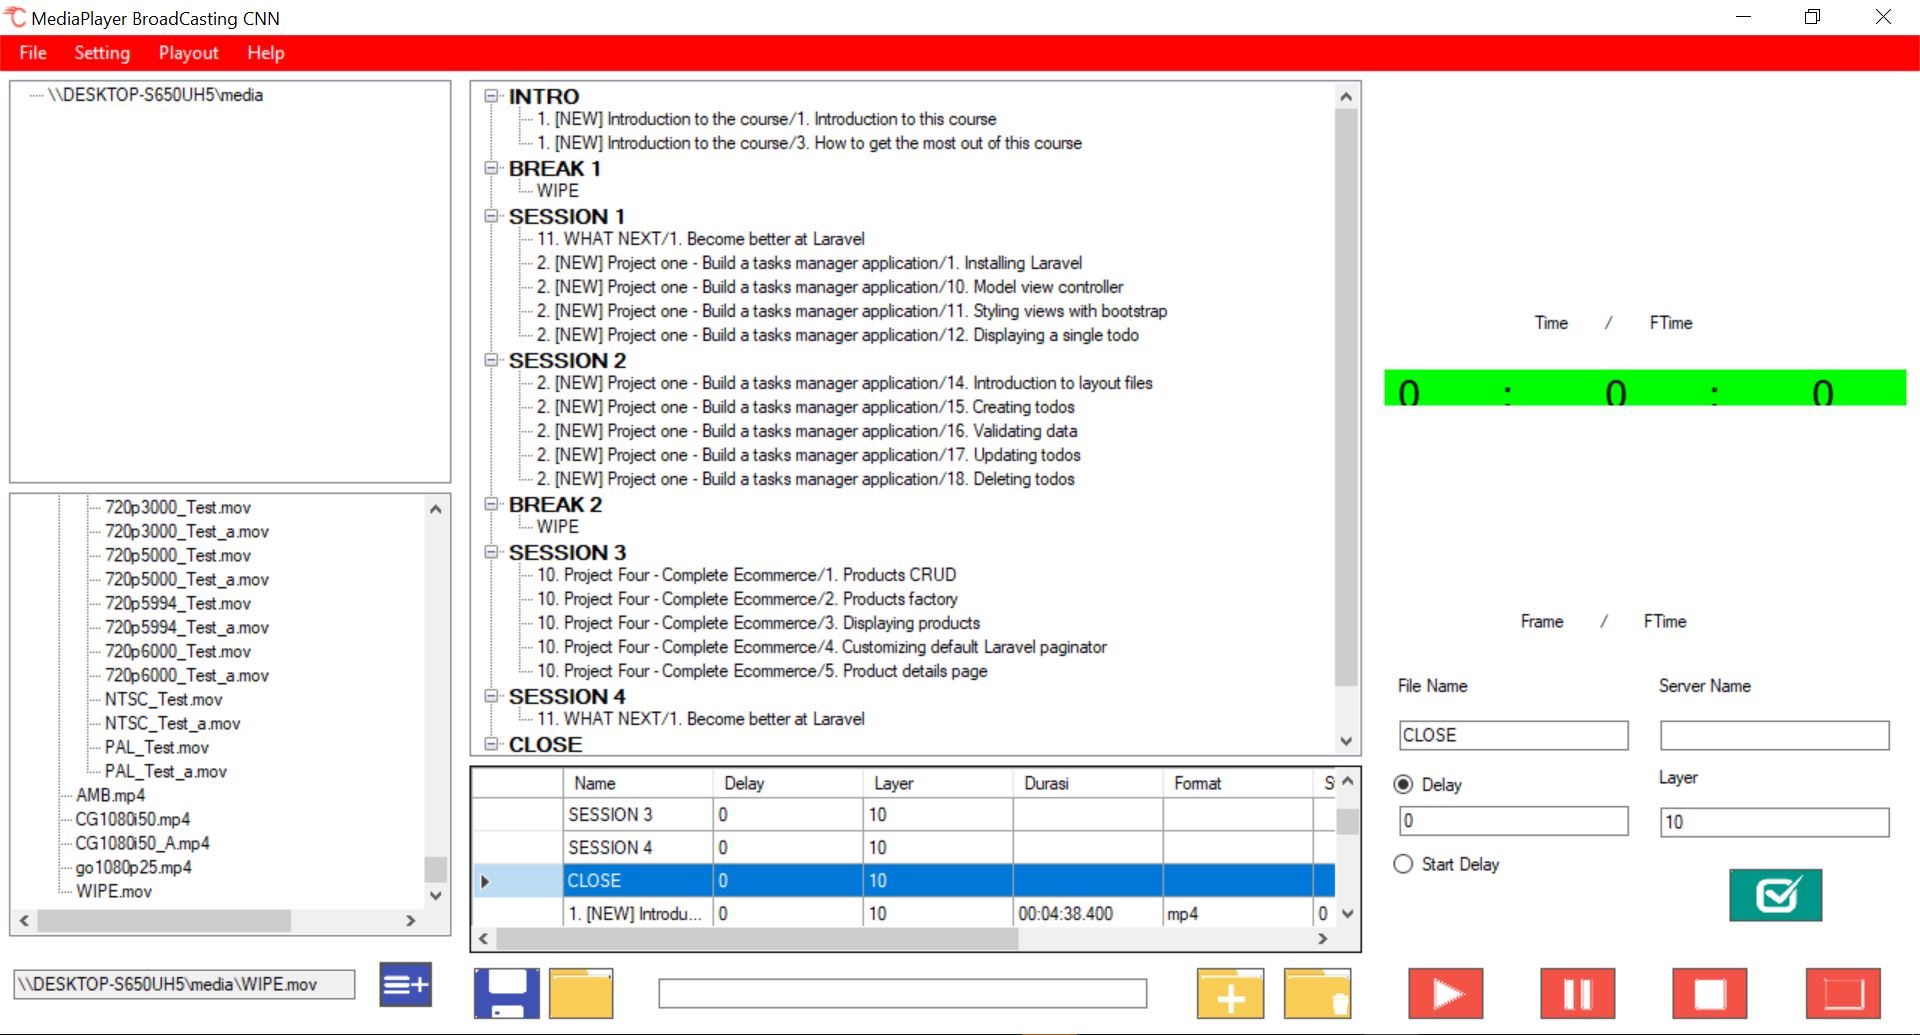 MediaPlayer BroadCasting CNN
File Setting Playout Help
\\DESKTOP-S650UH5\media
720p3000_Test.mov
720p3000_Test_a.mov
720p5000_Test.mov
720p5000_Test_a.mov
720p5994_Test.mov
720p5994_Test_a.mov
720p6000_Test.mov
720p6000_Test_a.mov
NTSC_Test.mov
NTSC_Test_a.mov
PAL_Test.mov
PAL_Test_a.mov
AMB.mp4
CG1080i50.mp4
CG1080i50_A.mp4
go1080p25.mp4
WIPE.mov
\\DESKTOP-S650UH5\media\WIPE.mov
INTRO
1. [NEW] Introduction to the course/1. Introduction to this course
1. [NEW] Introduction to the course/3. How to get the most out of this course
BREAK 1
WIPE
SESSION 1
11. WHAT NEXT/1. Become better at Laravel
2. [NEW] Project one - Build a tasks manager application/1. Installing Laravel
2. [NEW] Project one - Build a tasks manager application/10. Model view controller
2. [NEW] Project one - Build a tasks manager application/11. Styling views with bootstrap
2. [NEW] Project one - Build a tasks manager application/12. Displaying a single todo
SESSION 2
2. [NEW] Project one - Build a tasks manager application/14. Introduction to layout files
2. [NEW] Project one - Build a tasks manager application/15. Creating todos
2. [NEW] Project one - Build a tasks manager application/16. Validating data
2. [NEW] Project one - Build a tasks manager application/17. Updating todos
2. [NEW] Project one - Build a tasks manager application/18. Deleting todos
BREAK 2
WIPE
SESSION 3
10. Project Four - Complete Ecommerce/1. Products CRUD
10. Project Four - Complete Ecommerce/2. Products factory
10. Project Four - Complete Ecommerce/3. Displaying products
10. Project Four - Complete Ecommerce/4. Customizing default Laravel paginator
10. Project Four - Complete Ecommerce/5. Product details page
SESSION 4
11. WHAT NEXT/1. Become better at Laravel
CLOSE
Name Delay Layer Durasi Format
SESSION 3 0 10
SESSION 4 0 10
CLOSE 0 10
1. [NEW] Introdu... 0 10 00:04:38.400 mp4 0
Time / FTime
0 : 0 : 0
Frame / FTime
File Name Server Name
CLOSE
Delay Layer
0 10
Start Delay